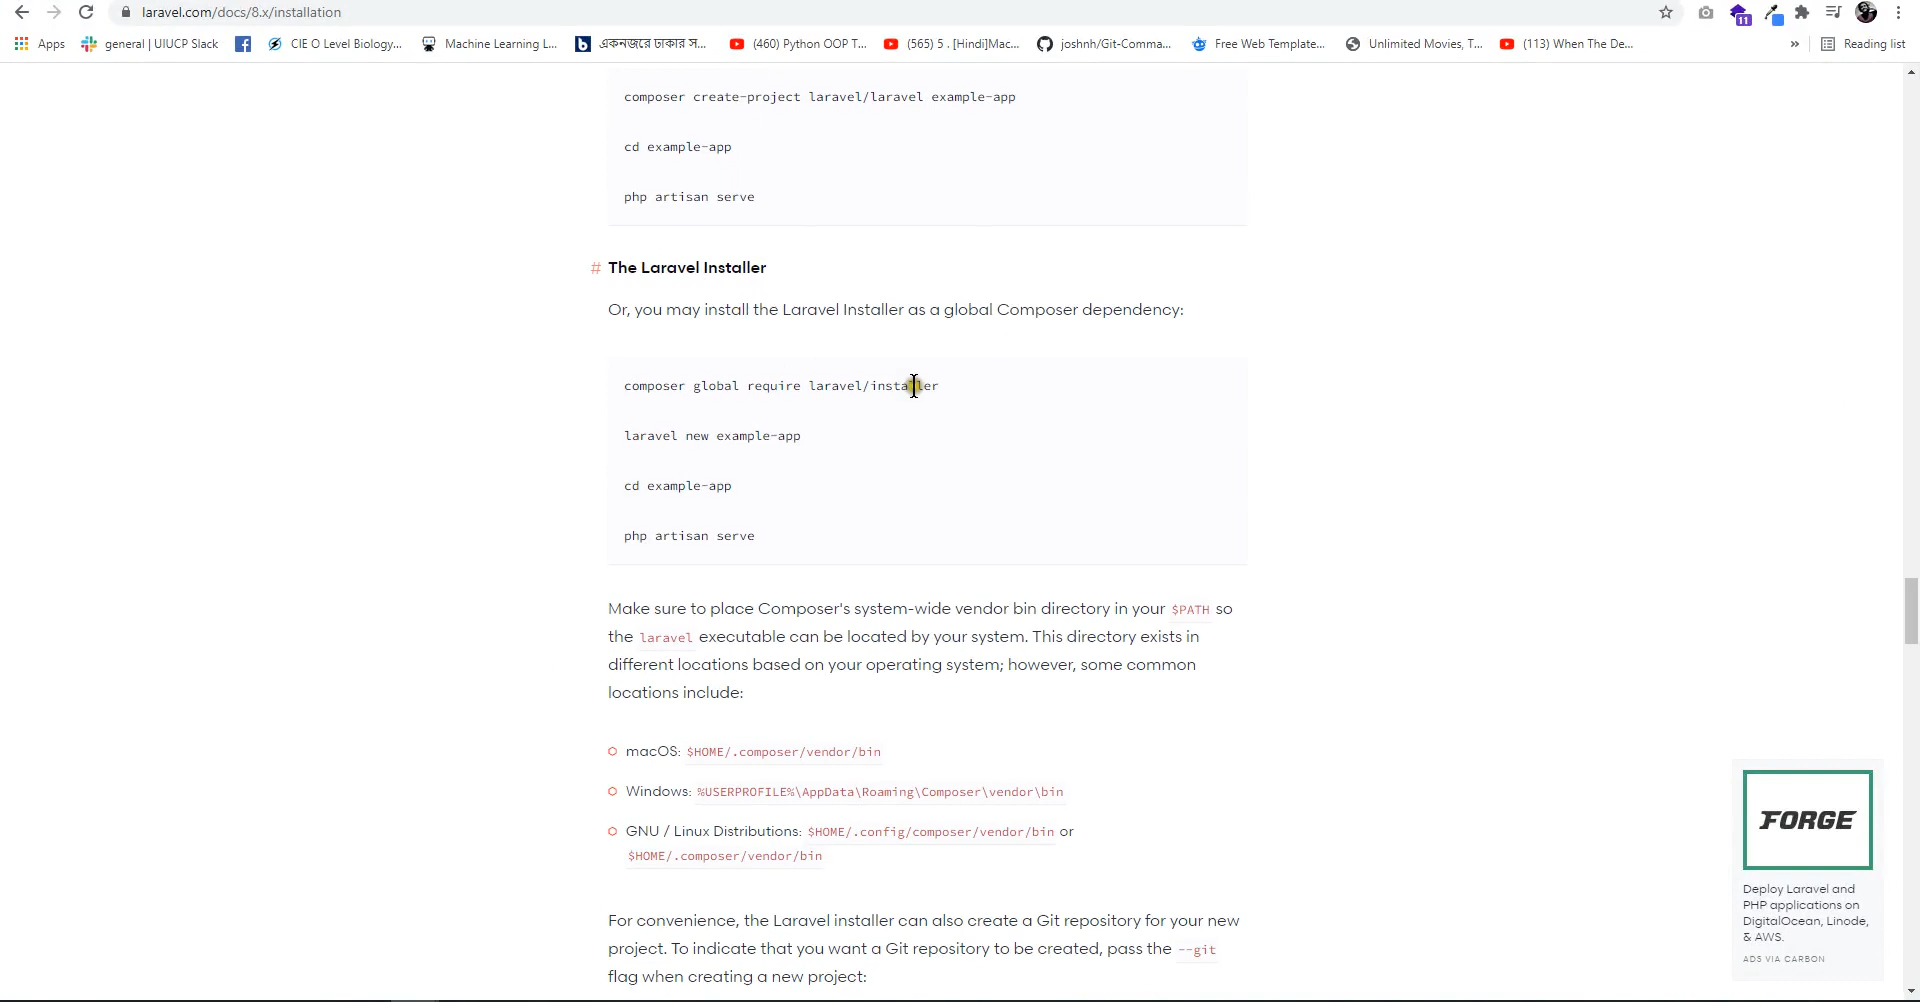 laravel.com/docs/8.x/installation
11
Apps
general | UIUCP Slack
CIE O Level Biology...
Machine Learning L...
একনজরে ঢাকার স...
(460) Python OOP T...
(565) 5 . [Hindi]Mac...
joshnh/Git-Comma...
Free Web Template...
Unlimited Movies, T...
(113) When The De...
»
Reading list
composer create-project laravel/laravel example-app
cd example-app
php artisan serve
# The Laravel Installer
Or, you may install the Laravel Installer as a global Composer dependency:
composer global require laravel/installer
laravel new example-app
cd example-app
php artisan serve
Make sure to place Composer's system-wide vendor bin directory in your $PATH so
the laravel executable can be located by your system. This directory exists in
different locations based on your operating system; however, some common
locations include:
macOS: $HOME/.composer/vendor/bin
Windows: %USERPROFILE%\AppData\Roaming\Composer\vendor\bin
GNU / Linux Distributions: $HOME/.config/composer/vendor/bin or
$HOME/.composer/vendor/bin
For convenience, the Laravel installer can also create a Git repository for your new
project. To indicate that you want a Git repository to be created, pass the --git
flag when creating a new project:
FORGE
Deploy Laravel and
PHP applications on
DigitalOcean, Linode,
& AWS.
ADS VIA CARBON